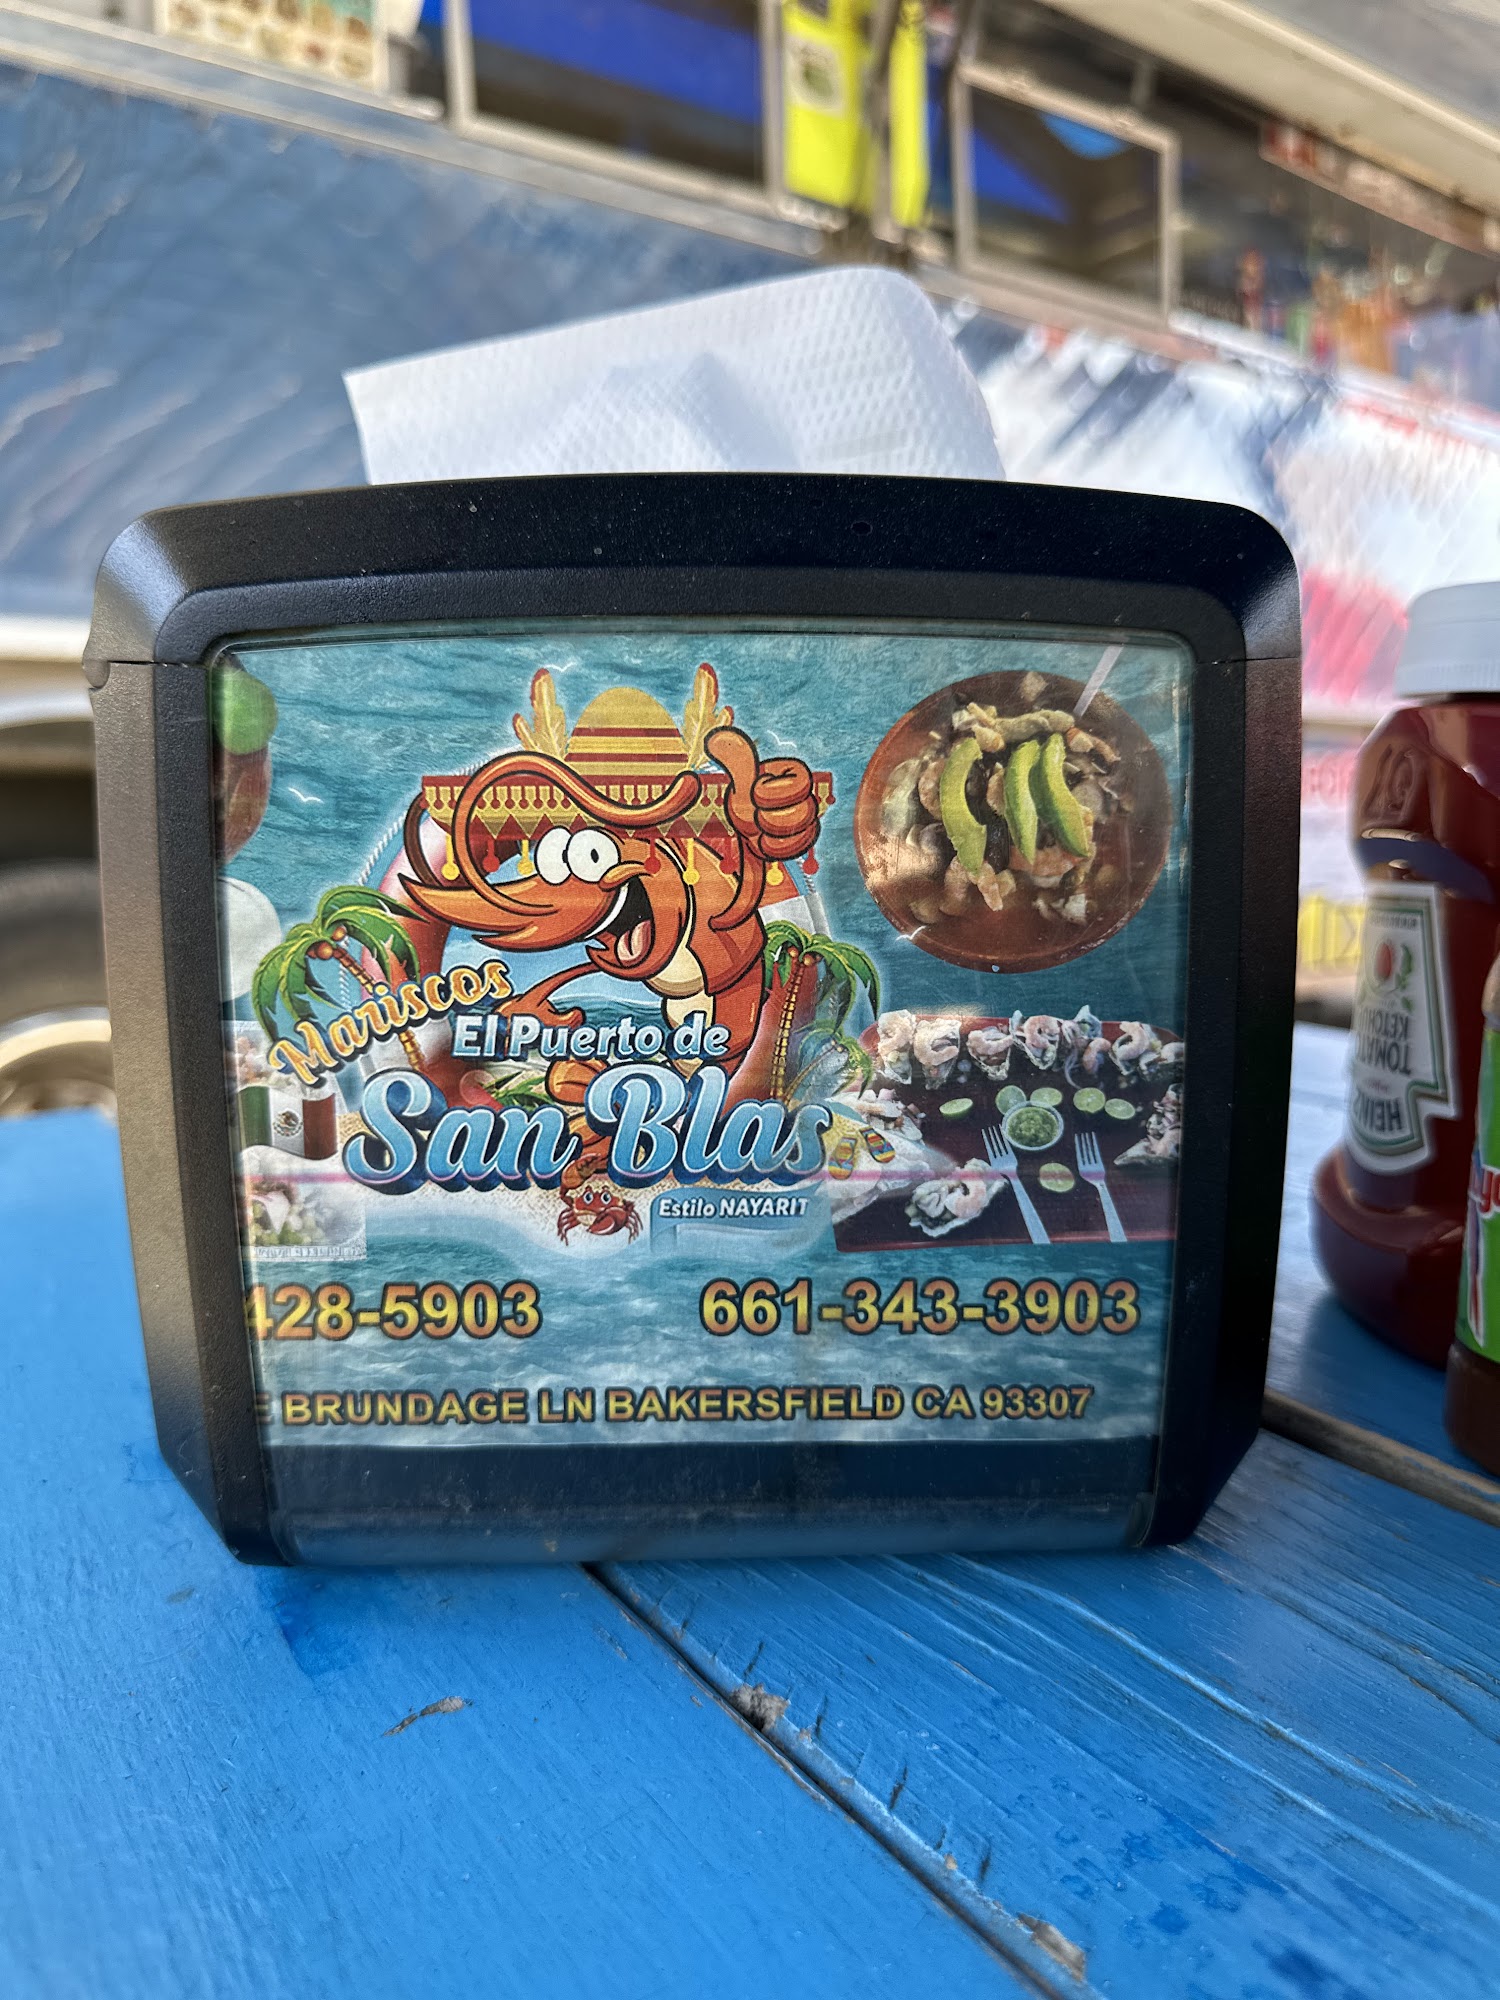 Mariscos
El Puerto de
San Blas
Estilo NAYARIT
428-5903
661-343-3903
E BRUNDAGE LN BAKERSFIELD CA 93307
HEINZ
TOMATO
KETCHUP
57